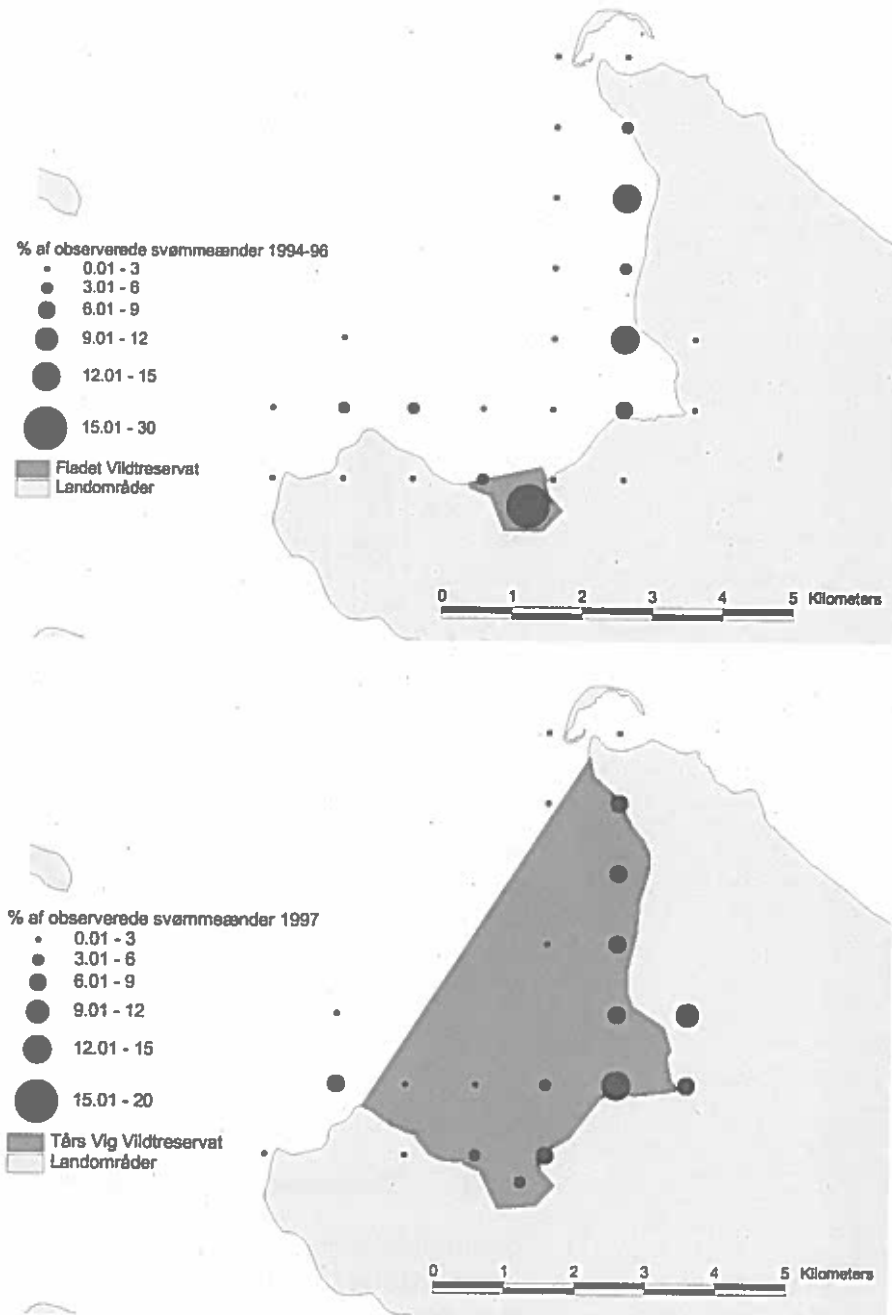 % af observerede svømmeænder 1994-96
0.01 - 3
3.01 - 6
6.01 - 9
9.01 - 12
12.01 - 15
15.01 - 30
Fladet Vildtreservat
Landområder
0 1 2 3 4 5 Kilometers
% af observerede svømmeænder 1997
0.01 - 3
3.01 - 6
6.01 - 9
9.01 - 12
12.01 - 15
15.01 - 20
Tårs Vig Vildtreservat
Landområder
0 1 2 3 4 5 Kilometers